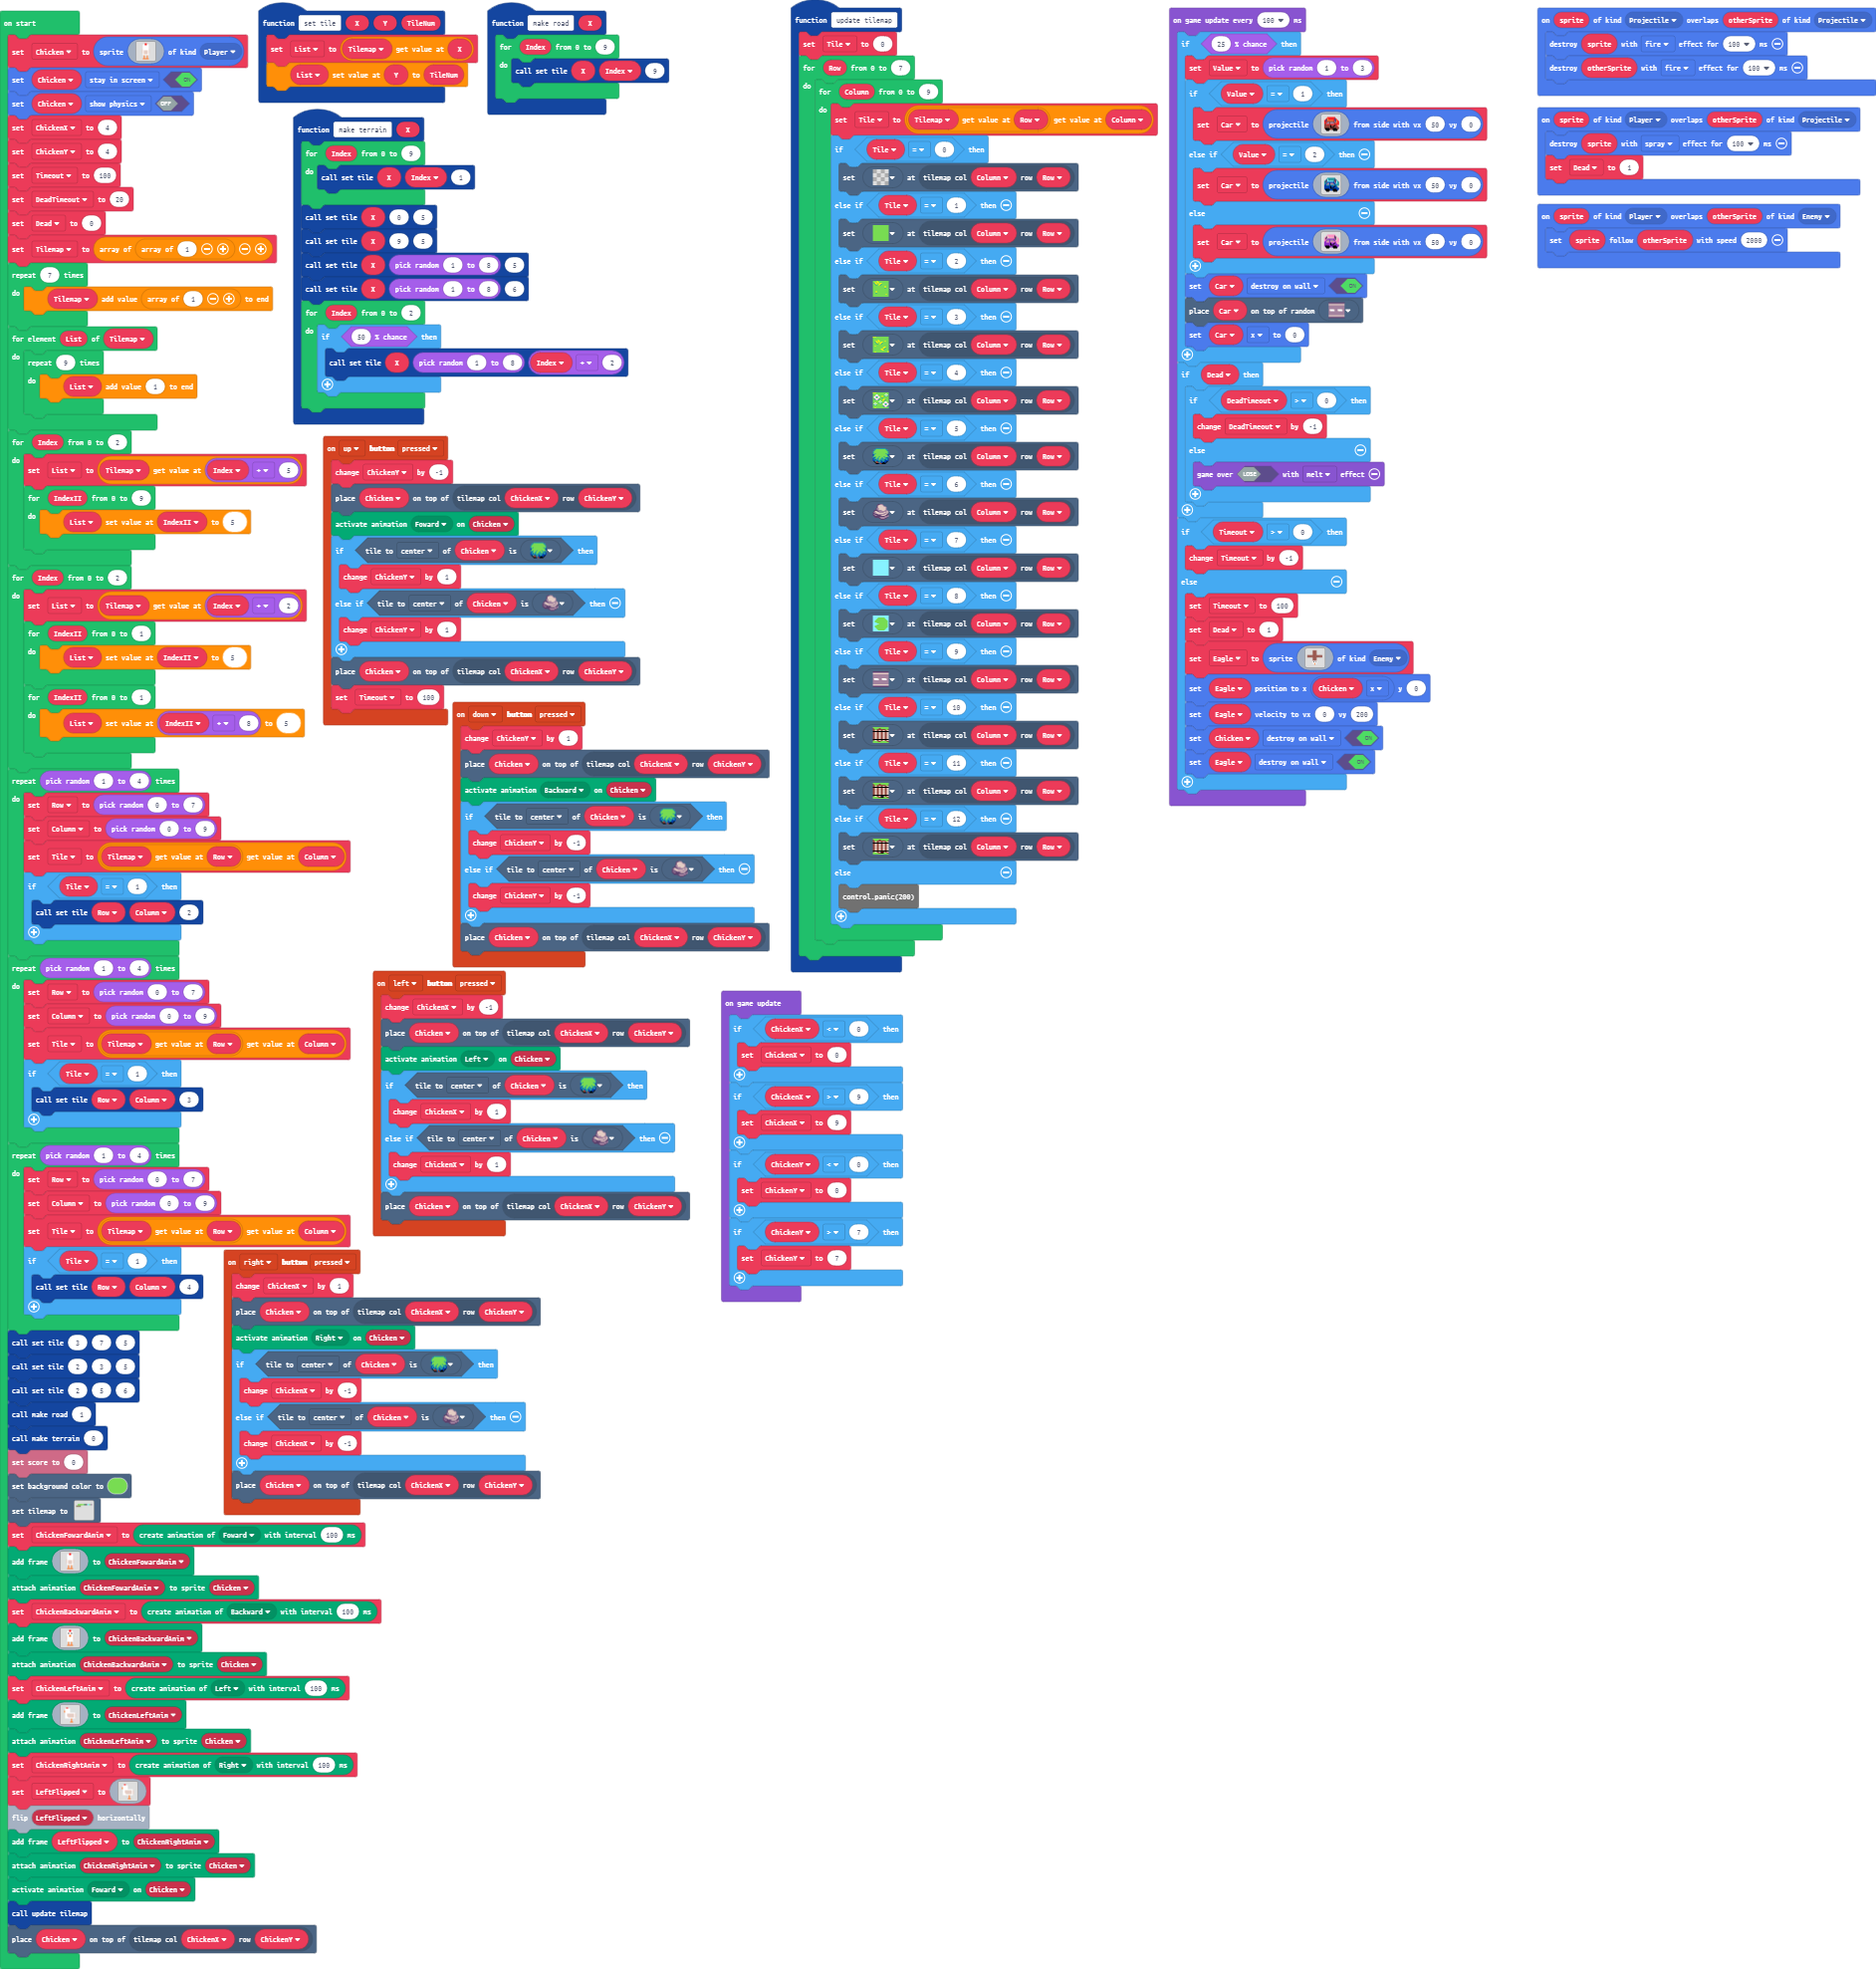 on start
set Chicken to sprite of kind Player
set Chicken stay in screen ON
set Chicken show physics OFF
set ChickenX to 4
set ChickenY to 4
set Timeout to 100
set DeadTimeout to 20
set Dead to 0
set Tilemap to array of array of 1
repeat 7 times
do Tilemap add value array of 1 to end
for element List of Tilemap
do repeat 9 times
do List add value 1 to end
for Index from 0 to 2
do set List to Tilemap get value at Index + 5
for IndexII from 0 to 9
do List set value at IndexII to 5
for Index from 0 to 2
do set List to Tilemap get value at Index + 2
for IndexII from 0 to 1
do List set value at IndexII to 5
for IndexII from 0 to 1
do List set value at IndexII + 8 to 5
repeat pick random 1 to 4 times
do set Row to pick random 0 to 7
set Column to pick random 0 to 9
set Tile to Tilemap get value at Row get value at Column
if Tile = 1 then
call set tile Row Column 2
repeat pick random 1 to 4 times
do set Row to pick random 0 to 7
set Column to pick random 0 to 9
set Tile to Tilemap get value at Row get value at Column
if Tile = 1 then
call set tile Row Column 3
repeat pick random 1 to 4 times
do set Row to pick random 0 to 7
set Column to pick random 0 to 9
set Tile to Tilemap get value at Row get value at Column
if Tile = 1 then
call set tile Row Column 4
call set tile 3 7 5
call set tile 2 3 5
call set tile 2 5 6
call make road 1
call make terrain 0
set score to 0
set background color to
set tilemap to
set ChickenFowardAnim to create animation of Foward with interval 100 ms
add frame to ChickenFowardAnim
attach animation ChickenFowardAnim to sprite Chicken
set ChickenBackwardAnim to create animation of Backward with interval 100 ms
add frame to ChickenBackwardAnim
attach animation ChickenBackwardAnim to sprite Chicken
set ChickenLeftAnim to create animation of Left with interval 100 ms
add frame to ChickenLeftAnim
attach animation ChickenLeftAnim to sprite Chicken
set ChickenRightAnim to create animation of Right with interval 100 ms
set LeftFlipped to
flip LeftFlipped horizontally
add frame LeftFlipped to ChickenRightAnim
attach animation ChickenRightAnim to sprite Chicken
activate animation Foward on Chicken
call update tilemap
place Chicken on top of tilemap col ChickenX row ChickenY
function set tile X Y TileNum
set List to Tilemap get value at X
List set value at Y to TileNum
function make road X
for Index from 0 to 9
do call set tile X Index 9
function make terrain X
for Index from 0 to 9
do call set tile X Index 1
call set tile X 0 5
call set tile X 9 5
call set tile X pick random 1 to 8 5
call set tile X pick random 1 to 8 6
for Index from 0 to 2
do if 50 % chance then
call set tile X pick random 1 to 8 Index + 2
on up button pressed
change ChickenY by -1
place Chicken on top of tilemap col ChickenX row ChickenY
activate animation Foward on Chicken
if tile to center of Chicken is then
change ChickenY by 1
else if tile to center of Chicken is then
change ChickenY by 1
place Chicken on top of tilemap col ChickenX row ChickenY
set Timeout to 100
on down button pressed
change ChickenY by 1
place Chicken on top of tilemap col ChickenX row ChickenY
activate animation Backward on Chicken
if tile to center of Chicken is then
change ChickenY by -1
else if tile to center of Chicken is then
change ChickenY by -1
place Chicken on top of tilemap col ChickenX row ChickenY
on left button pressed
change ChickenX by -1
place Chicken on top of tilemap col ChickenX row ChickenY
activate animation Left on Chicken
if tile to center of Chicken is then
change ChickenX by 1
else if tile to center of Chicken is then
change ChickenX by 1
place Chicken on top of tilemap col ChickenX row ChickenY
on right button pressed
change ChickenX by 1
place Chicken on top of tilemap col ChickenX row ChickenY
activate animation Right on Chicken
if tile to center of Chicken is then
change ChickenX by -1
else if tile to center of Chicken is then
change ChickenX by -1
place Chicken on top of tilemap col ChickenX row ChickenY
function update tilemap
set Tile to 0
for Row from 0 to 7
do for Column from 0 to 9
do set Tile to Tilemap get value at Row get value at Column
if Tile = 0 then
set at tilemap col Column row Row
else if Tile = 1 then
set at tilemap col Column row Row
else if Tile = 2 then
set at tilemap col Column row Row
else if Tile = 3 then
set at tilemap col Column row Row
else if Tile = 4 then
set at tilemap col Column row Row
else if Tile = 5 then
set at tilemap col Column row Row
else if Tile = 6 then
set at tilemap col Column row Row
else if Tile = 7 then
set at tilemap col Column row Row
else if Tile = 8 then
set at tilemap col Column row Row
else if Tile = 9 then
set at tilemap col Column row Row
else if Tile = 10 then
set at tilemap col Column row Row
else if Tile = 11 then
set at tilemap col Column row Row
else if Tile = 12 then
set at tilemap col Column row Row
else
control.panic(200)
on game update
if ChickenX < 0 then
set ChickenX to 0
if ChickenX > 9 then
set ChickenX to 9
if ChickenY < 0 then
set ChickenY to 0
if ChickenY > 7 then
set ChickenY to 7
on game update every 100 ms
if 25 % chance then
set Value to pick random 1 to 3
if Value = 1 then
set Car to projectile from side with vx 50 vy 0
else if Value = 2 then
set Car to projectile from side with vx 50 vy 0
else
set Car to projectile from side with vx 50 vy 0
set Car destroy on wall ON
place Car on top of random
set Car x to 0
if Dead then
if DeadTimeout > 0 then
change DeadTimeout by -1
else
game over LOSE with melt effect
if Timeout > 0 then
change Timeout by -1
else
set Timeout to 100
set Dead to 1
set Eagle to sprite of kind Enemy
set Eagle position to x Chicken x y 0
set Eagle velocity to vx 0 vy 200
set Chicken destroy on wall ON
set Eagle destroy on wall ON
on sprite of kind Projectile overlaps otherSprite of kind Projectile
destroy sprite with fire effect for 100 ms
destroy otherSprite with fire effect for 100 ms
on sprite of kind Player overlaps otherSprite of kind Projectile
destroy sprite with spray effect for 100 ms
set Dead to 1
on sprite of kind Player overlaps otherSprite of kind Enemy
set sprite follow otherSprite with speed 2000